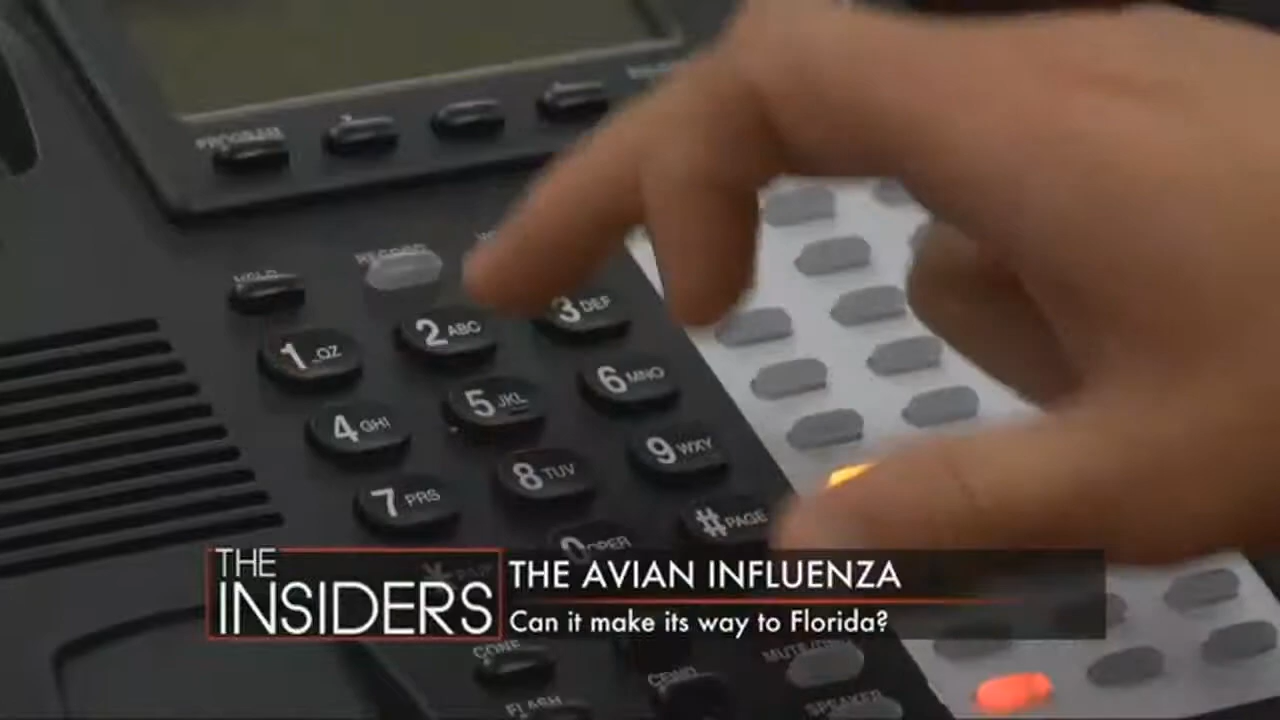 PROGRAM
HOLD
RECORD
1 QZ
2 ABC
3 DEF
4 GHI
5 JKL
6 MNO
7 PRS
8 TUV
9 WXY
0 OPER
# PAGE
THE
INSIDERS
THE AVIAN INFLUENZA
Can it make its way to Florida?
CONF
FLASH
SPEAKER